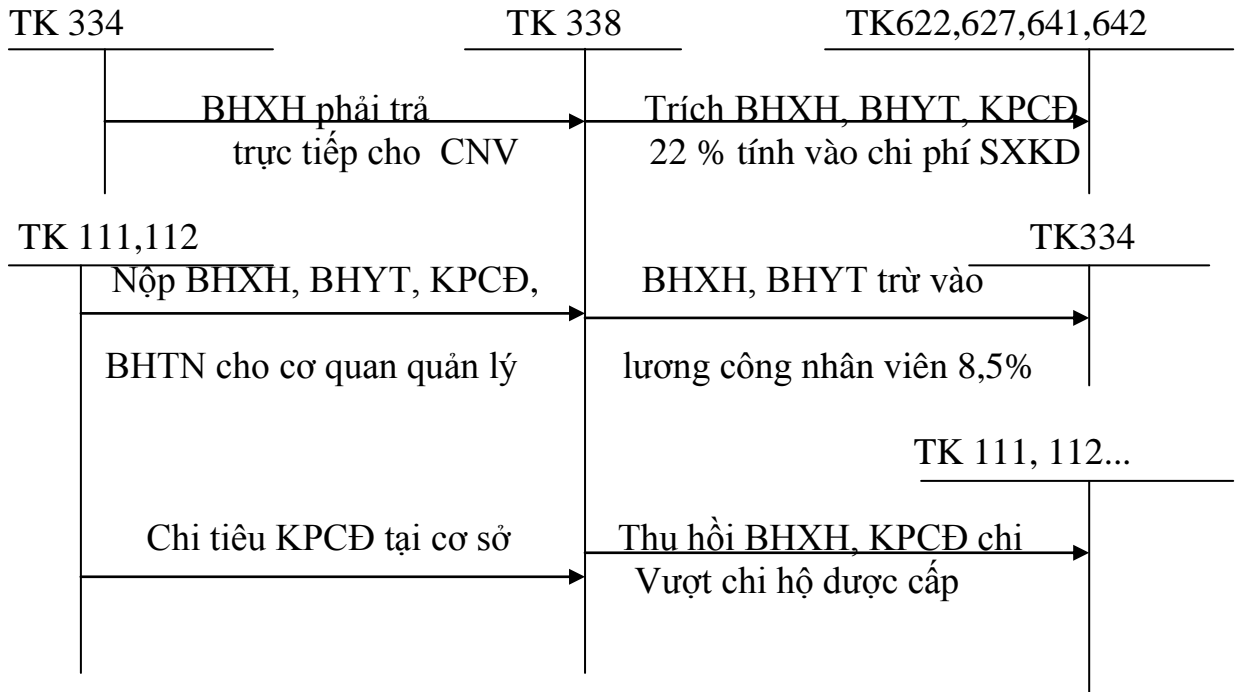 TK 334 TK 338 TK622,627,641,642
BHXH phải trả Trích BHXH, BHYT, KPCĐ
trực tiếp cho CNV 22 % tính vào chi phí SXKD
TK 111,112 TK334
Nộp BHXH, BHYT, KPCĐ, BHXH, BHYT trừ vào
BHTN cho cơ quan quản lý lương công nhân viên 8,5%
TK 111, 112...
Chi tiêu KPCĐ tại cơ sở Thu hồi BHXH, KPCĐ chi
Vượt chi hộ dược cấp